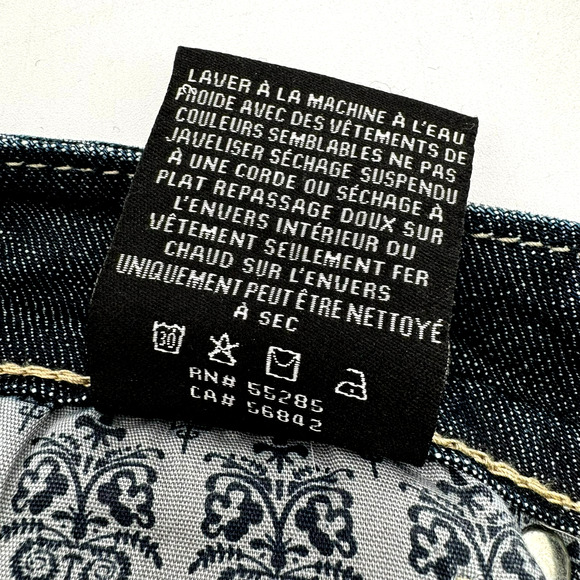 LAVER À LA MACHINE À L'EAU
FROIDE AVEC DES VÊTEMENTS DE
COULEURS SEMBLABLES NE PAS
JAVELISER SÉCHAGE SUSPENDU
À UNE CORDE OU SÉCHAGE À
PLAT REPASSAGE DOUX SUR
L'ENVERS INTÉRIEUR OU
VÊTEMENT SEULEMENT FER
CHAUD SUR L'ENVERS
UNIQUEMENT PEUT ÊTRE NETTOYÉ
À SEC
30
RN# 55285
CA# 56842